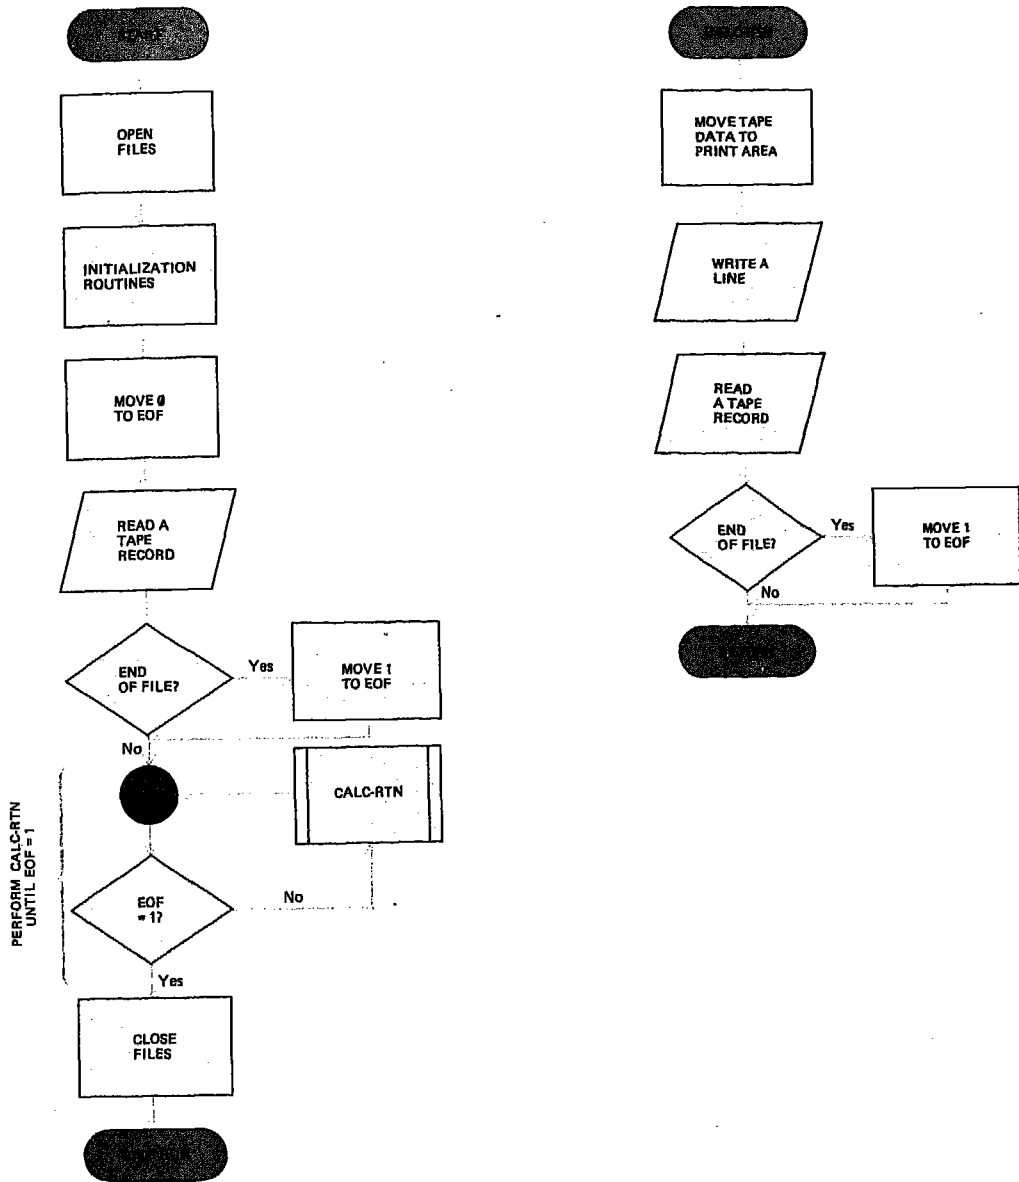 OPEN
FILES
INITIALIZATION
ROUTINES
MOVE 0
TO EOF
READ A
TAPE
RECORD
END
OF FILE?
Yes
MOVE 1
TO EOF
No
CALC-RTN
PERFORM CALC-RTN
UNTIL EOF = 1
EOF
= 1?
No
Yes
CLOSE
FILES
MOVE TAPE
DATA TO
PRINT AREA
WRITE A
LINE
READ
A TAPE
RECORD
END
OF FILE?
Yes
MOVE 1
TO EOF
No